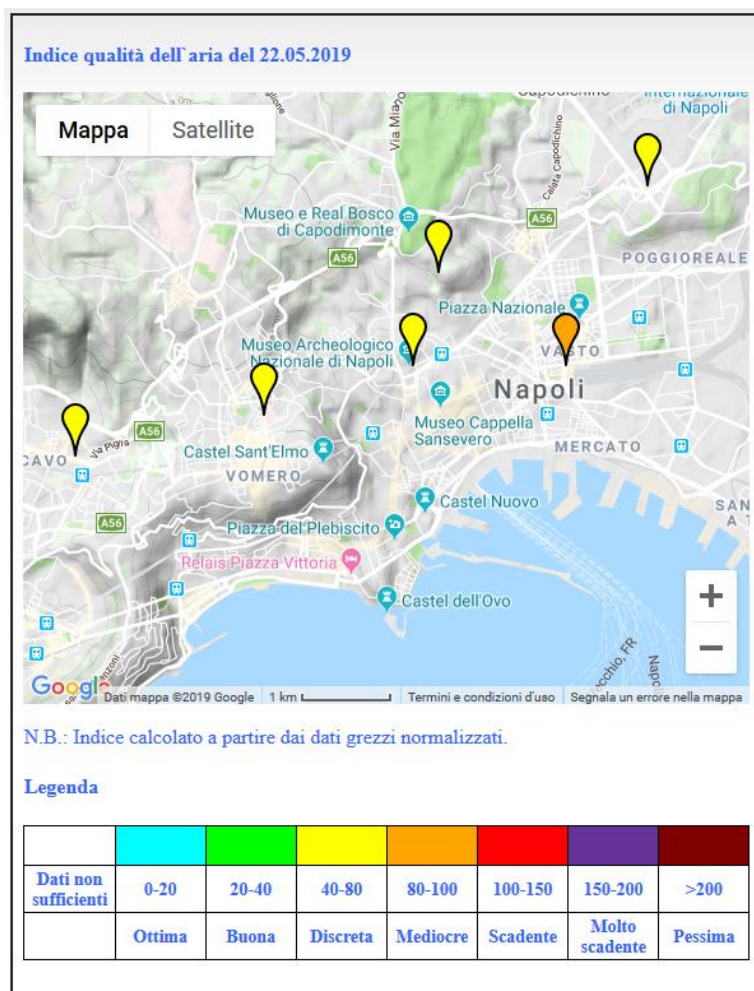 Indice qualità dell`aria del 22.05.2019
Mappa
Satellite
Via Miano
Capodichino
Internazionale
di Napoli
Calata Capodichino
Museo e Real Bosco
di Capodimonte
A56
A56
POGGIOREALE
Piazza Nazionale
Museo Archeologico
Nazionale di Napoli
VASTO
Napoli
Museo Cappella
Sansevero
A56
Via Pigna
CAVO
Castel Sant'Elmo
MERCATO
VOMERO
Castel Nuovo
SAN
A56
Piazza del Plebiscito
Relais Piazza Vittoria
Castel dell'Ovo
+
−
Google
Dati mappa ©2019 Google
1 km
Termini e condizioni d'uso
Segnala un errore nella mappa
N.B.: Indice calcolato a partire dai dati grezzi normalizzati.
Legenda
Dati non
sufficienti
0-20
20-40
40-80
80-100
100-150
150-200
>200
Ottima
Buona
Discreta
Mediocre
Scadente
Molto
scadente
Pessima